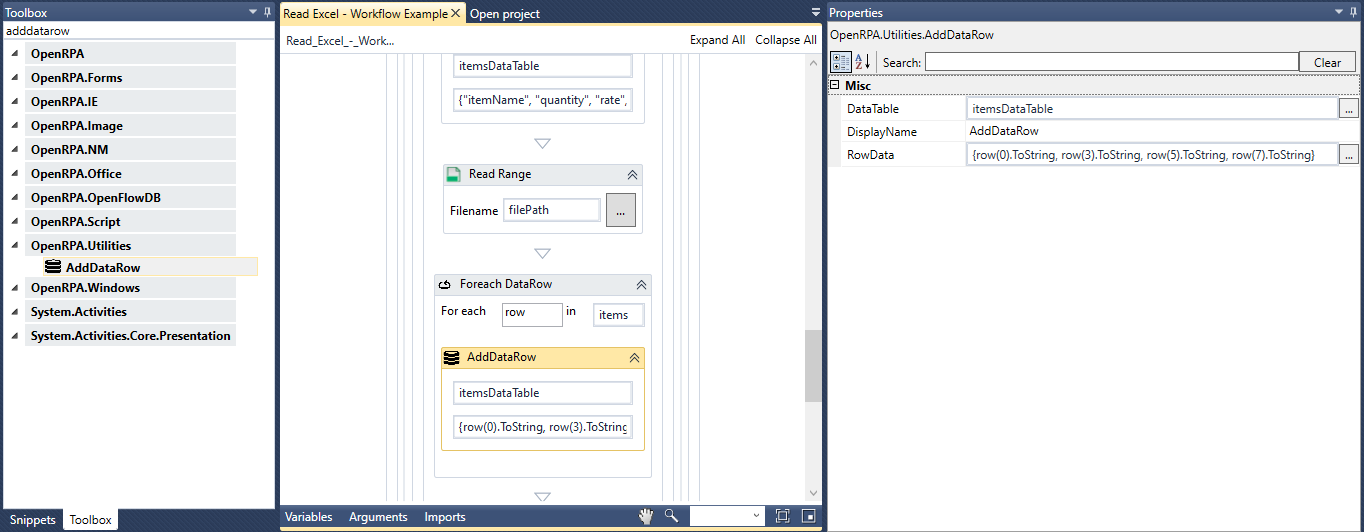 Toolbox
adddatarow
OpenRPA
OpenRPA.Forms
OpenRPA.IE
OpenRPA.Image
OpenRPA.NM
OpenRPA.Office
OpenRPA.OpenFlowDB
OpenRPA.Script
OpenRPA.Utilities
AddDataRow
OpenRPA.Windows
System.Activities
System.Activities.Core.Presentation
Snippets Toolbox
Read Excel - Workflow Example Open project
Read_Excel_-_Work... Expand All Collapse All
itemsDataTable
{"itemName", "quantity", "rate",
Read Range
Filename filePath ...
Foreach DataRow
For each row in items
AddDataRow
itemsDataTable
{row(0).ToString, row(3).ToString
Variables Arguments Imports
Properties
OpenRPA.Utilities.AddDataRow
Search: Clear
Misc
DataTable itemsDataTable ...
DisplayName AddDataRow
RowData {row(0).ToString, row(3).ToString, row(5).ToString, row(7).ToString} ...